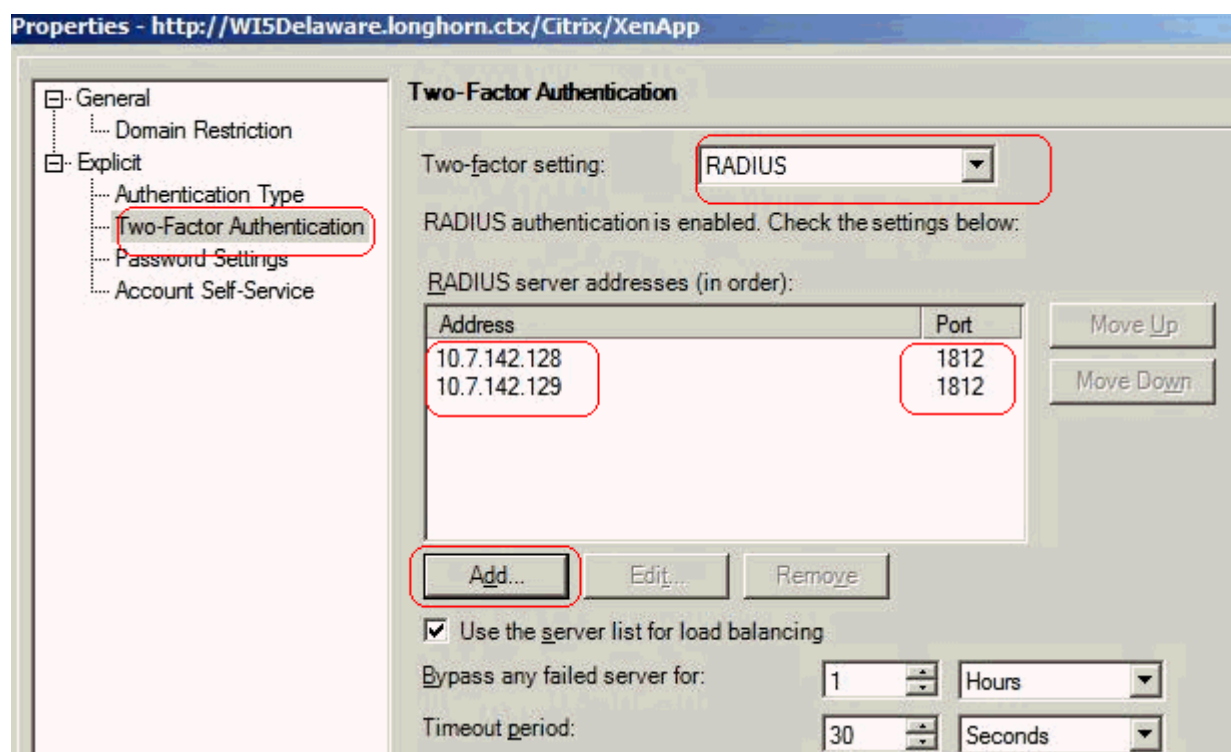 Properties - http://WI5Delaware.longhorn.ctx/Citrix/XenApp
General
Domain Restriction
Explicit
Authentication Type
Two-Factor Authentication
Password Settings
Account Self-Service
Two-Factor Authentication
Two-factor setting: RADIUS
RADIUS authentication is enabled. Check the settings below:
RADIUS server addresses (in order):
Address Port
10.7.142.128 1812
10.7.142.129 1812
Move Up
Move Down
Add... Edit... Remove
Use the server list for load balancing
Bypass any failed server for: 1 Hours
Timeout period: 30 Seconds